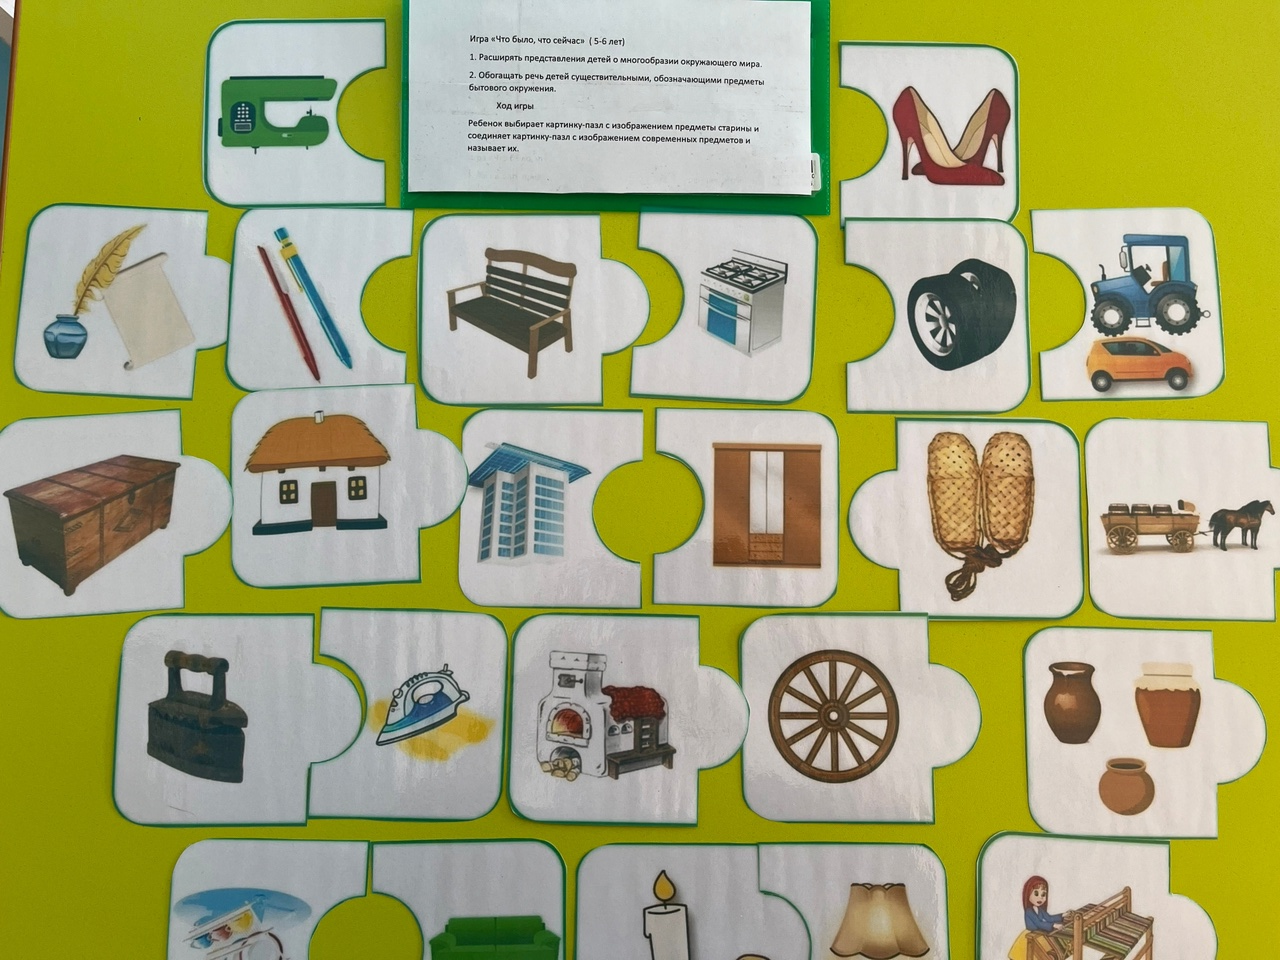 Игра «Что было, что сейчас» ( 5-6 лет)
1. Расширять представления детей о многообразии окружающего мира.
2. Обогащать речь детей существительными, обозначающими предметы
бытового окружения.
Ход игры
Ребенок выбирает картинку-пазл с изображением предметы старины и
соединяет картинку-пазл с изображением современных предметов и
называет их.